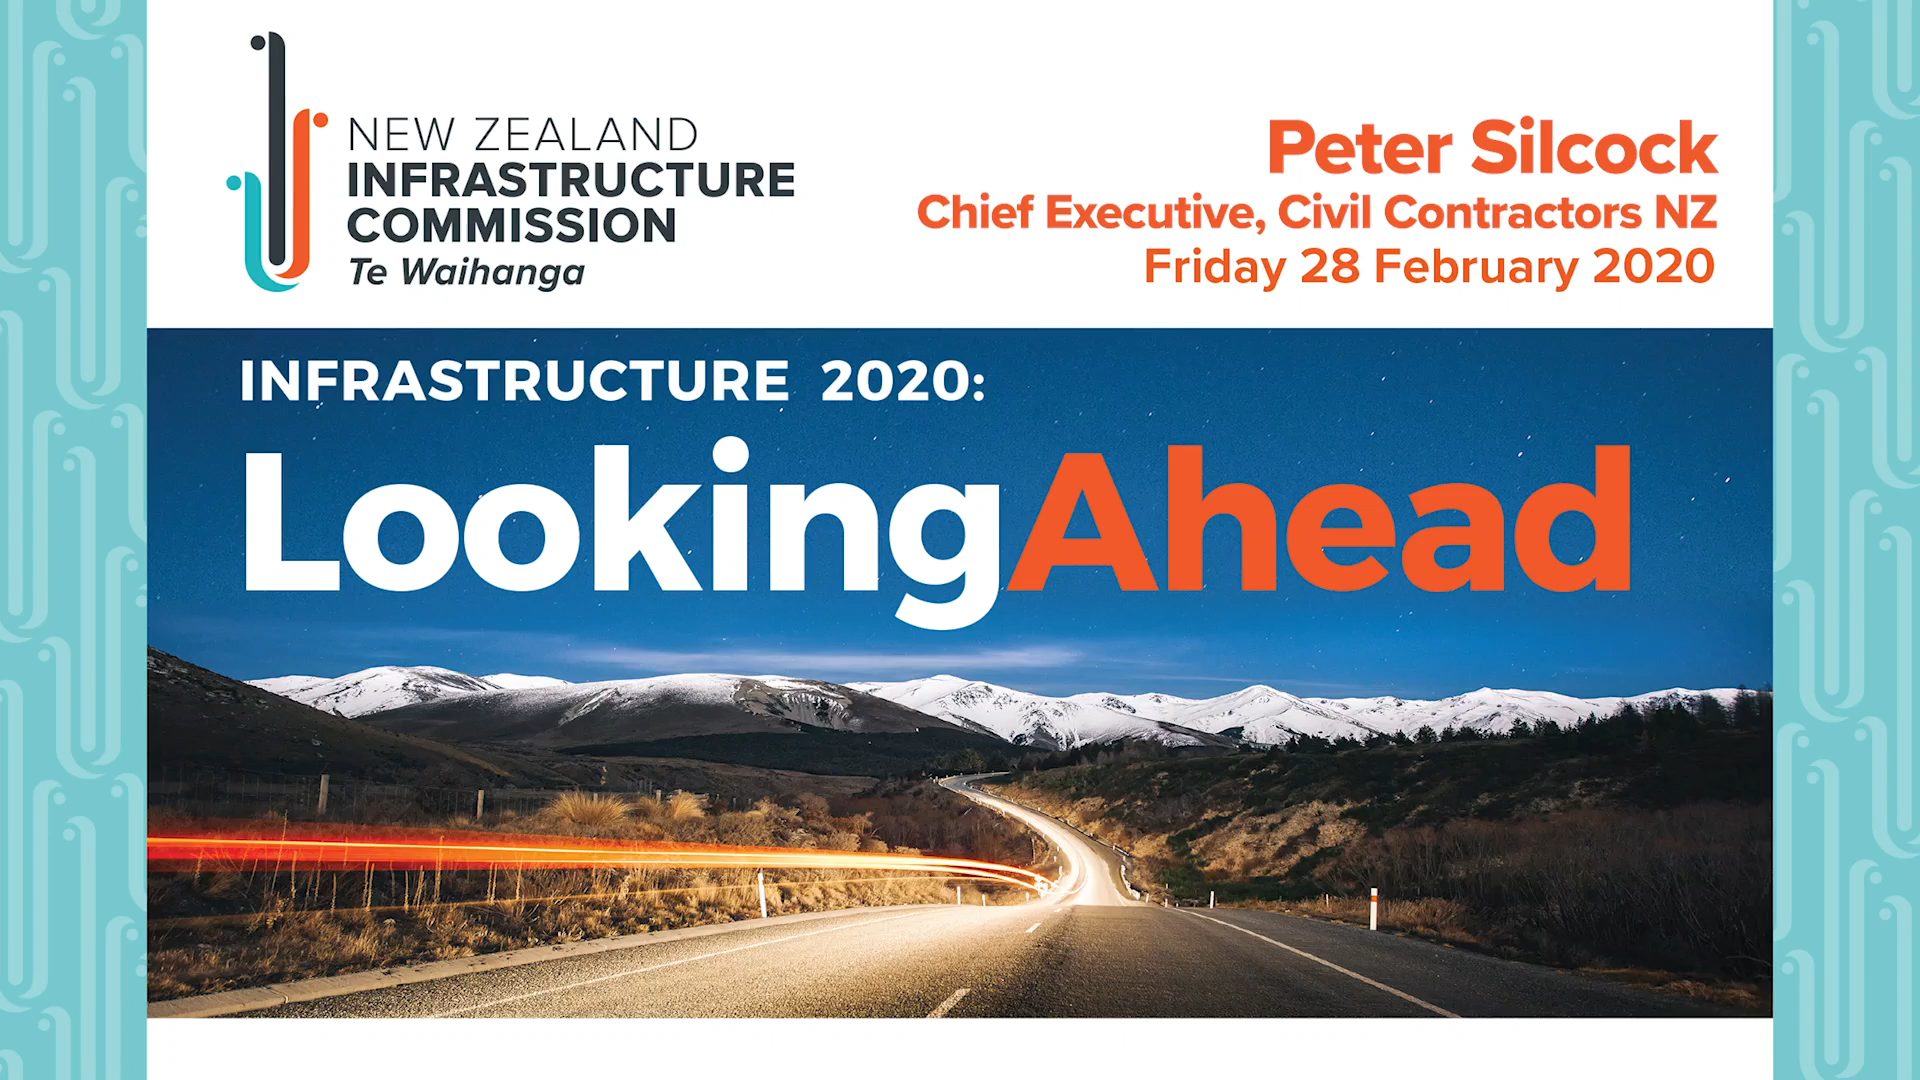 NEW ZEALAND
INFRASTRUCTURE
COMMISSION
Te Waihanga
Peter Silcock
Chief Executive, Civil Contractors NZ
Friday 28 February 2020
INFRASTRUCTURE 2020:
LookingAhead